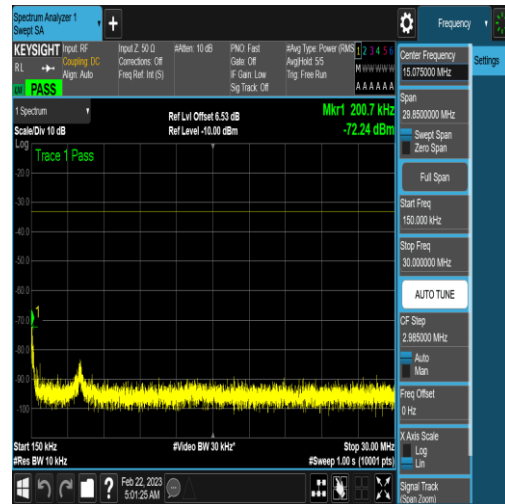 Spectrum Analyzer 1
Swept SA
Frequency
KEYSIGHT
Input: RF
Coupling: DC
Align: Auto
Input Z: 50 Ω
Corrections: Off
Freq Ref: Int (S)
#Atten: 10 dB
PNO: Fast
Gate: Off
IF Gain: Low
Sig Track: Off
#Avg Type: Power (RMS
Avg|Hold: 5/5
Trig: Free Run
1 2 3 4 5 6
M W W W W W
A A A A A A
RL
PASS
Center Frequency
15.075000 MHz
Settings
Span
29.8500000 MHz
Swept Span
Zero Span
Full Span
Start Freq
150.000 kHz
Stop Freq
30.000000 MHz
AUTO TUNE
CF Step
2.985000 MHz
Auto
Man
Freq Offset
0 Hz
X Axis Scale
Log
Lin
Signal Track
(Span Zoom)
1 Spectrum
Scale/Div 10 dB
Ref Lvl Offset 6.53 dB
Ref Level -10.00 dBm
Mkr1 200.7 kHz
-72.24 dBm
Log
Trace 1 Pass
-20.0
-30.0
-40.0
-50.0
-60.0
-70.0
1
-80.0
-90.0
-100
Start 150 kHz
#Res BW 10 kHz
#Video BW 30 kHz*
Stop 30.00 MHz
#Sweep 1.00 s (10001 pts)
?
Feb 22, 2023
5:01:25 AM